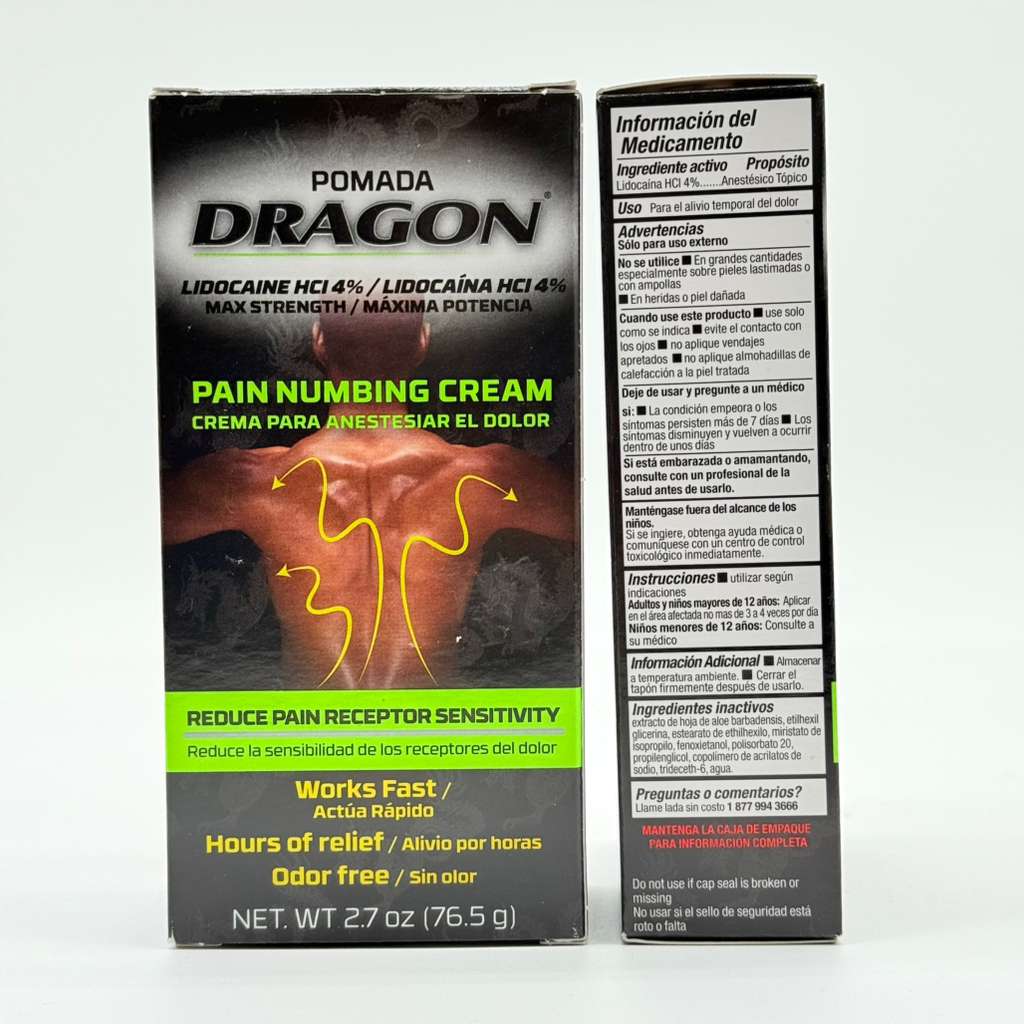 POMADA
DRAGON®
LIDOCAINE HCl 4% / LIDOCAÍNA HCl 4%
MAX STRENGTH / MÁXIMA POTENCIA
PAIN NUMBING CREAM
CREMA PARA ANESTESIAR EL DOLOR
REDUCE PAIN RECEPTOR SENSITIVITY
Reduce la sensibilidad de los receptores del dolor
Works Fast /
Actúa Rápido
Hours of relief / Alivio por horas
Odor free / Sin olor
NET. WT 2.7 oz (76.5 g)
Información del
Medicamento
Ingrediente activo Propósito
Lidocaína HCl 4%.......Anestésico Tópico
Uso Para el alivio temporal del dolor
Advertencias
Sólo para uso externo
No se utilice ■ En grandes cantidades
especialmente sobre pieles lastimadas o
con ampollas
■ En heridas o piel dañada
Cuando use este producto ■ use solo
como se indica ■ evite el contacto con
los ojos ■ no aplique vendajes
apretados ■ no aplique almohadillas de
calefacción a la piel tratada
Deje de usar y pregunte a un médico
si: ■ La condición empeora o los
síntomas persisten más de 7 días ■ Los
síntomas disminuyen y vuelven a ocurrir
dentro de unos días
Si está embarazada o amamantando,
consulte con un profesional de la
salud antes de usarlo.
Manténgase fuera del alcance de los
niños.
Si se ingiere, obtenga ayuda médica o
comuníquese con un centro de control
toxicológico inmediatamente.
Instrucciones ■ utilizar según
indicaciones
Adultos y niños mayores de 12 años: Aplicar
en el área afectada no mas de 3 a 4 veces por día
Niños menores de 12 años: Consulte a
su médico
Información Adicional ■ Almacenar
a temperatura ambiente. ■ Cerrar el
tapón firmemente después de usarlo.
Ingredientes inactivos
extracto de hoja de aloe barbadensis, etilhexil
glicerina, estearato de ethilhexilo, miristato de
isopropilo, fenoxietanol, polisorbato 20,
propilenglicol, copolímero de acrilatos de
sodio, trideceth-6, agua.
Preguntas o comentarios?
Llame lada sin costo 1 877 994 3666
MANTENGA LA CAJA DE EMPAQUE
PARA INFORMACIÓN COMPLETA
Do not use if cap seal is broken or
missing
No usar si el sello de seguridad está
roto o falta